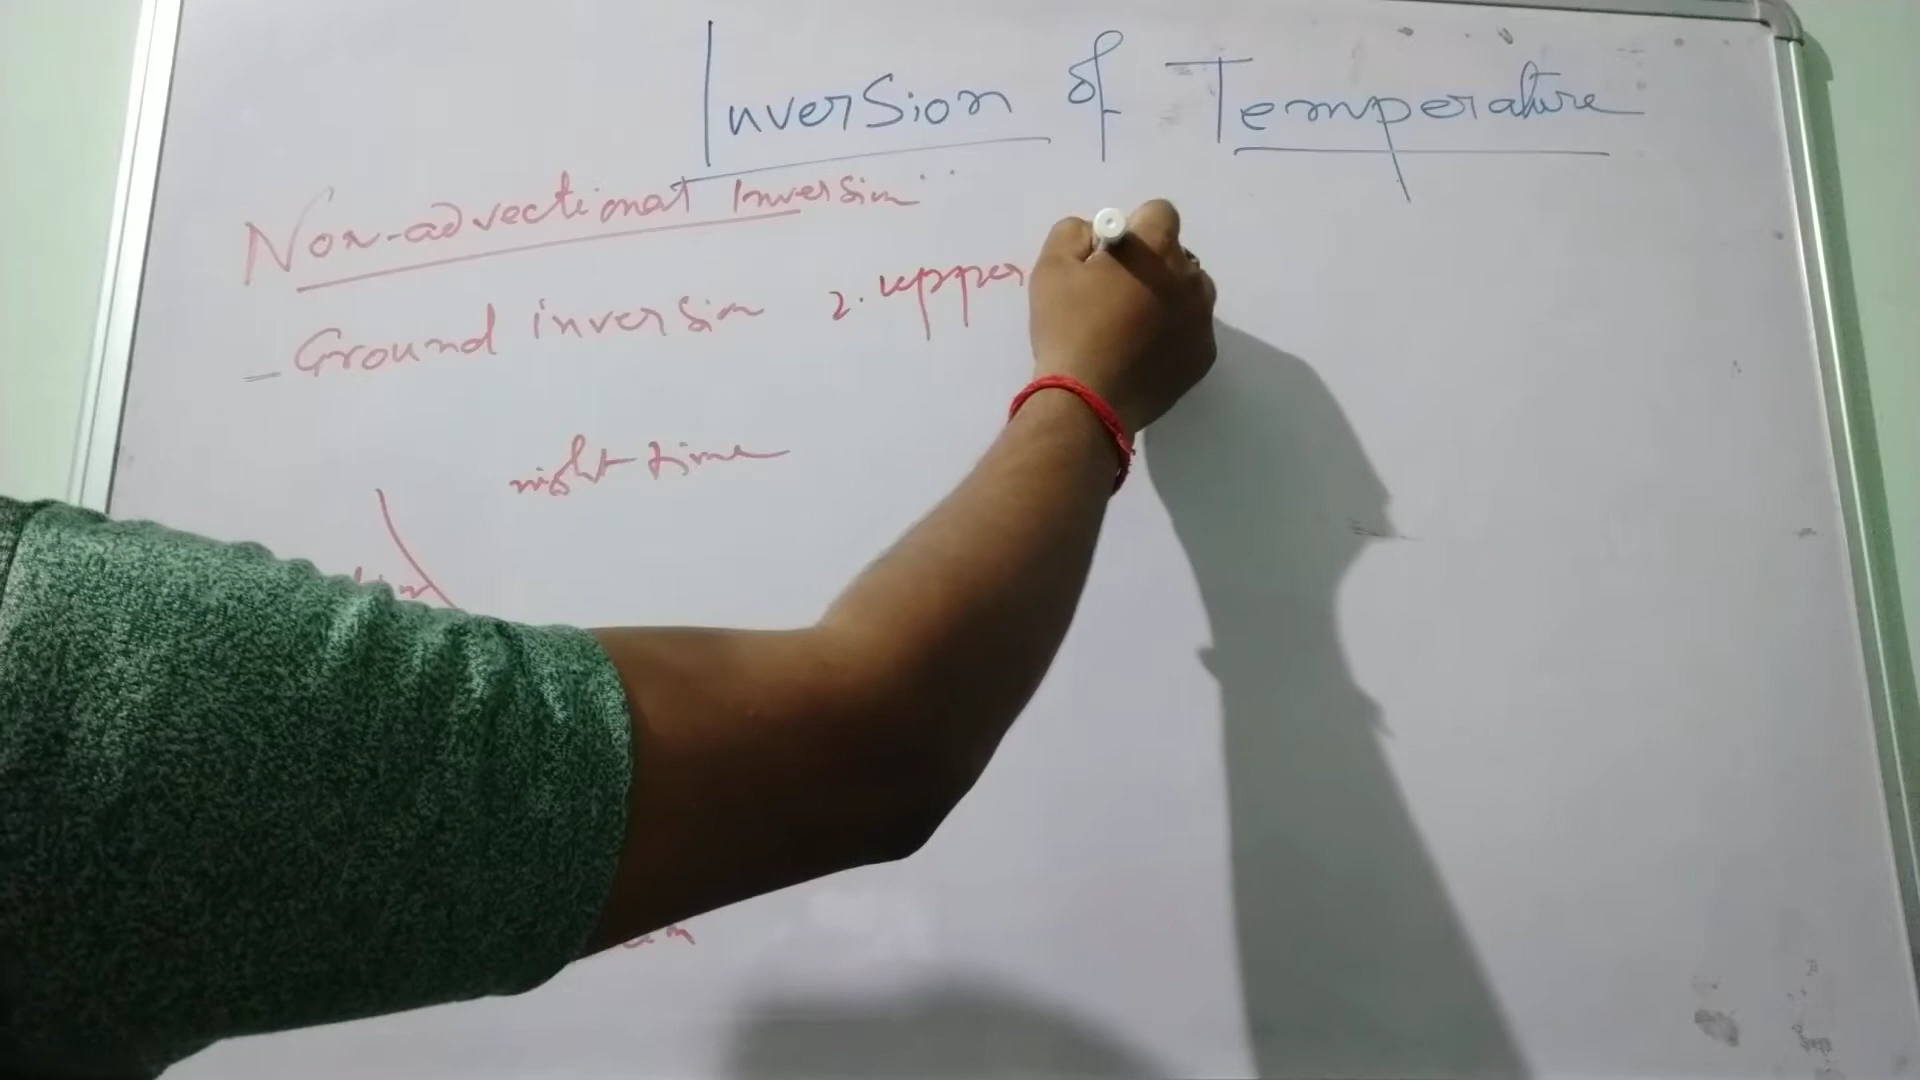 Inversion of Temperature
Non-advectional Inversion
Ground inversion 2. upper
night time